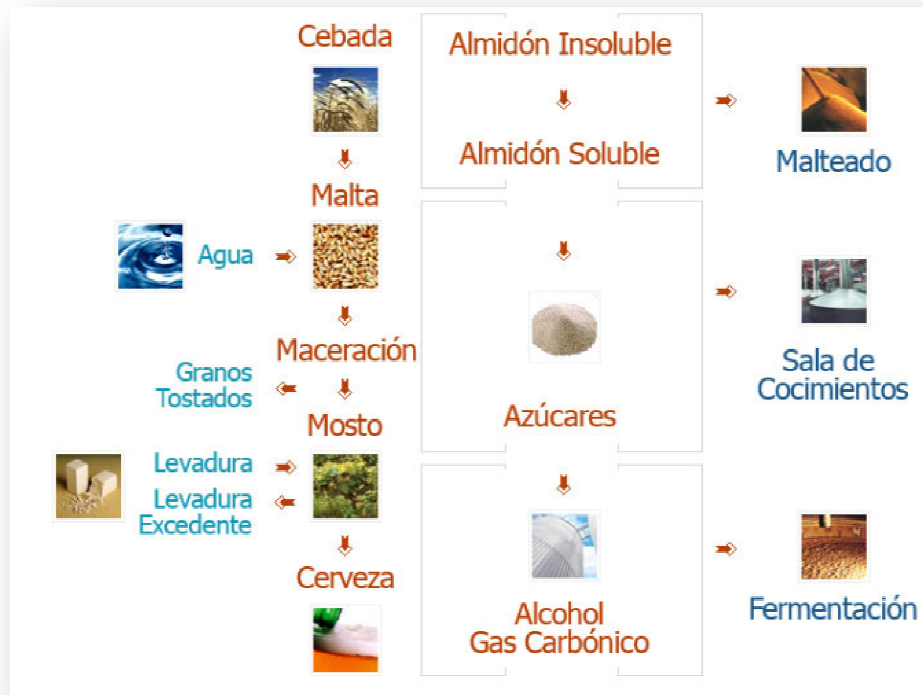 Cebada
Almidón Insoluble
Almidón Soluble
Malteado
Malta
Agua
Maceración
Granos
Tostados
Mosto
Azúcares
Sala de
Cocimientos
Levadura
Levadura
Excedente
Cerveza
Alcohol
Gas Carbónico
Fermentación